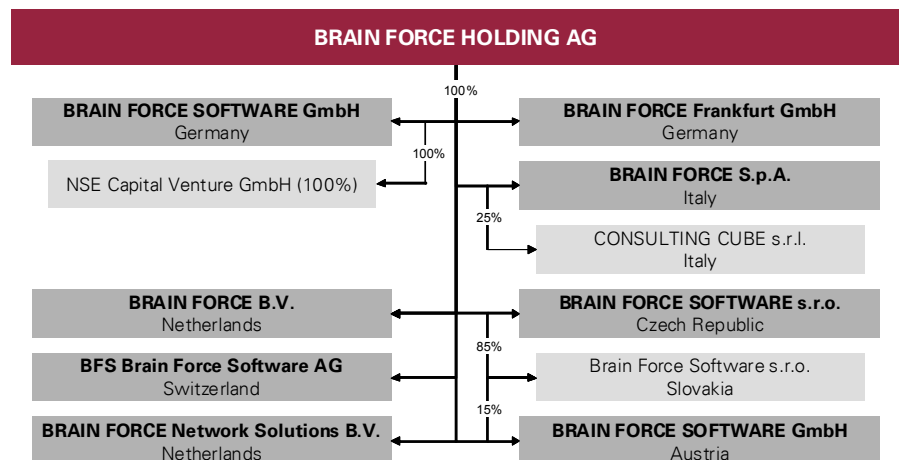 BRAIN FORCE HOLDING AG
100%
BRAIN FORCE SOFTWARE GmbH
Germany
BRAIN FORCE Frankfurt GmbH
Germany
100%
NSE Capital Venture GmbH (100%)
BRAIN FORCE S.p.A.
Italy
25%
CONSULTING CUBE s.r.l.
Italy
BRAIN FORCE B.V.
Netherlands
BRAIN FORCE SOFTWARE s.r.o.
Czech Republic
85%
BFS Brain Force Software AG
Switzerland
Brain Force Software s.r.o.
Slovakia
15%
BRAIN FORCE Network Solutions B.V.
Netherlands
BRAIN FORCE SOFTWARE GmbH
Austria